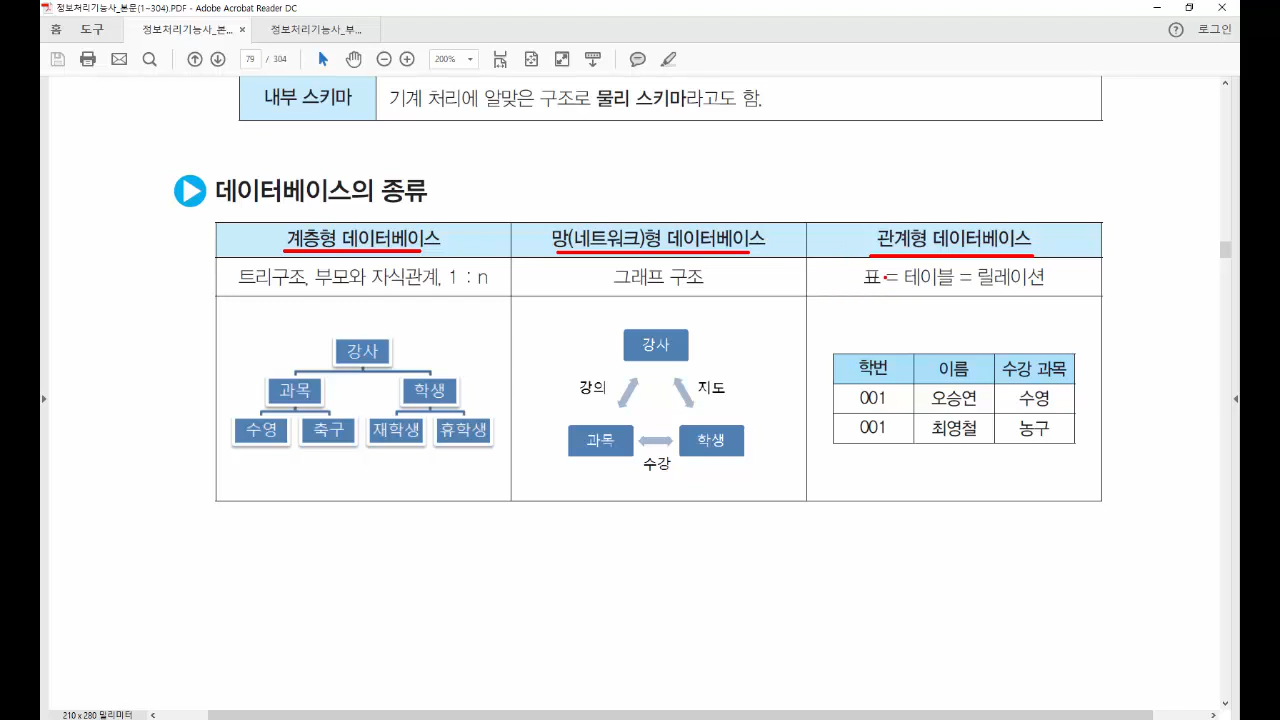 정보처리기능사_본문(1-304).PDF - Adobe Acrobat Reader DC
홈 도구 정보처리기능사_본... × 정보처리기능사_부... 로그인
79 / 304 200%
내부 스키마 기계 처리에 알맞은 구조로 물리 스키마라고도 함.
데이터베이스의 종류
계층형 데이터베이스 망(네트워크)형 데이터베이스 관계형 데이터베이스
트리구조, 부모와 자식관계, 1 : n 그래프 구조 표 = 테이블 = 릴레이션
강사
과목 학생
수영 축구 재학생 휴학생
강사
강의 지도
과목 학생
수강
학번 이름 수강 과목
001 오승연 수영
001 최영철 농구
210 x 280 밀리미터